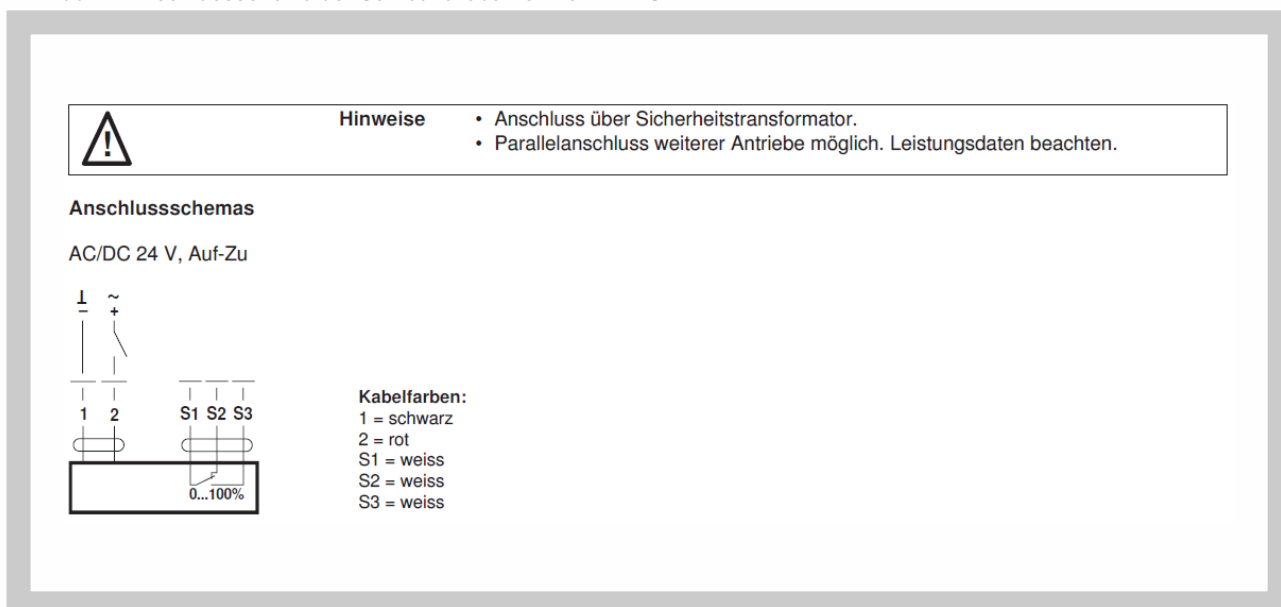 Hinweise • Anschluss über Sicherheitstransformator.
• Parallelanschluss weiterer Antriebe möglich. Leistungsdaten beachten.
Anschlussschemas
AC/DC 24 V, Auf-Zu
⊥ ~
– +
1 2 S1 S2 S3
0...100%
Kabelfarben:
1 = schwarz
2 = rot
S1 = weiss
S2 = weiss
S3 = weiss